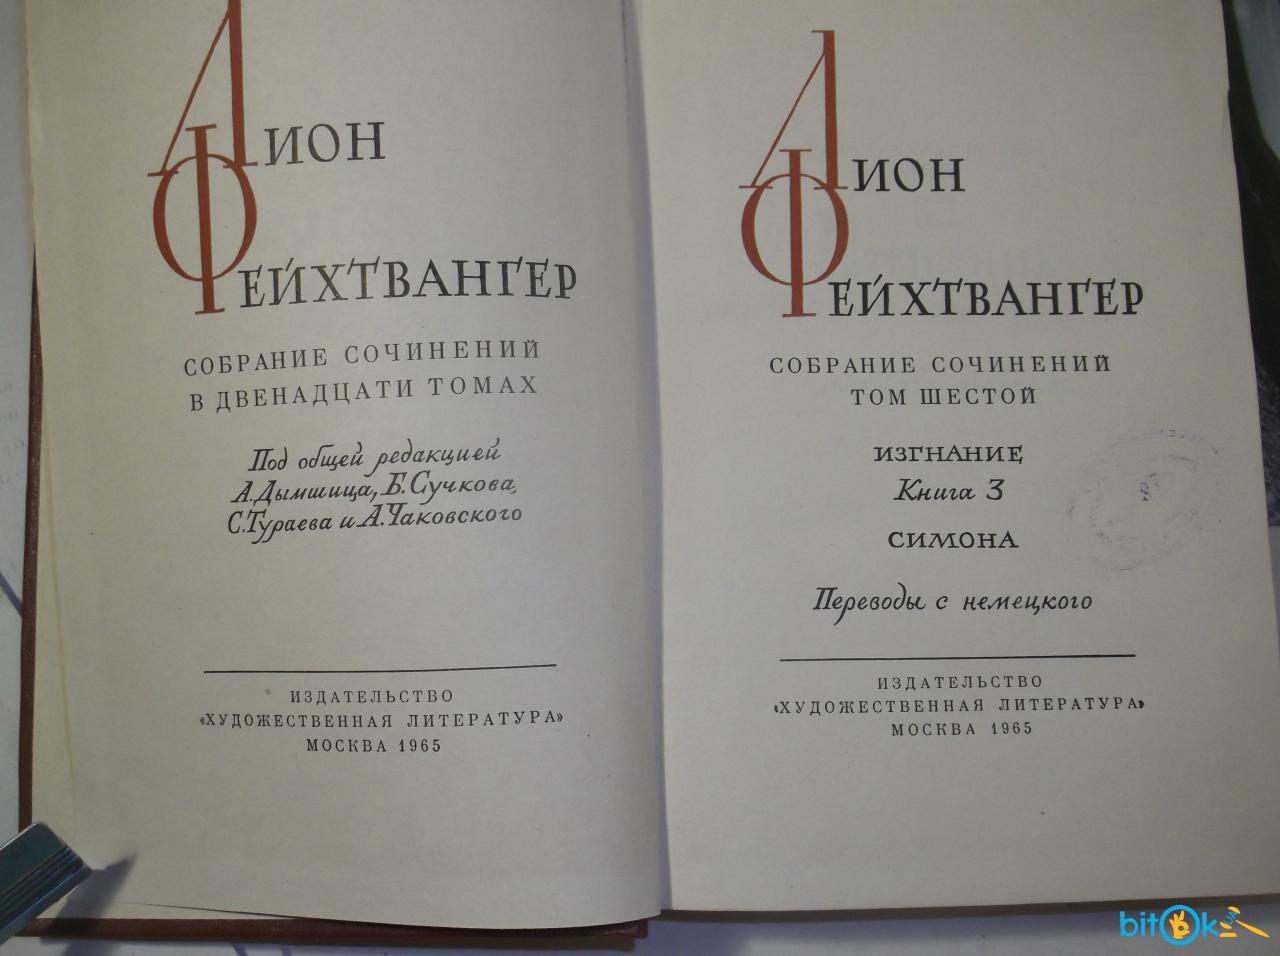 ЛИОН
ФЕЙХТВАНГЕР
СОБРАНИЕ СОЧИНЕНИЙ
В ДВЕНАДЦАТИ ТОМАХ
Под общей редакцией
А. Дымшица, Б. Сучкова,
С. Тураева и А. Чаковского
ИЗДАТЕЛЬСТВО
«ХУДОЖЕСТВЕННАЯ ЛИТЕРАТУРА»
МОСКВА 1965
ЛИОН
ФЕЙХТВАНГЕР
СОБРАНИЕ СОЧИНЕНИЙ
ТОМ ШЕСТОЙ
ИЗГНАНИЕ
Книга 3
СИМОНА
Переводы с немецкого
ИЗДАТЕЛЬСТВО
«ХУДОЖЕСТВЕННАЯ ЛИТЕРАТУРА»
МОСКВА 1965
bitOk